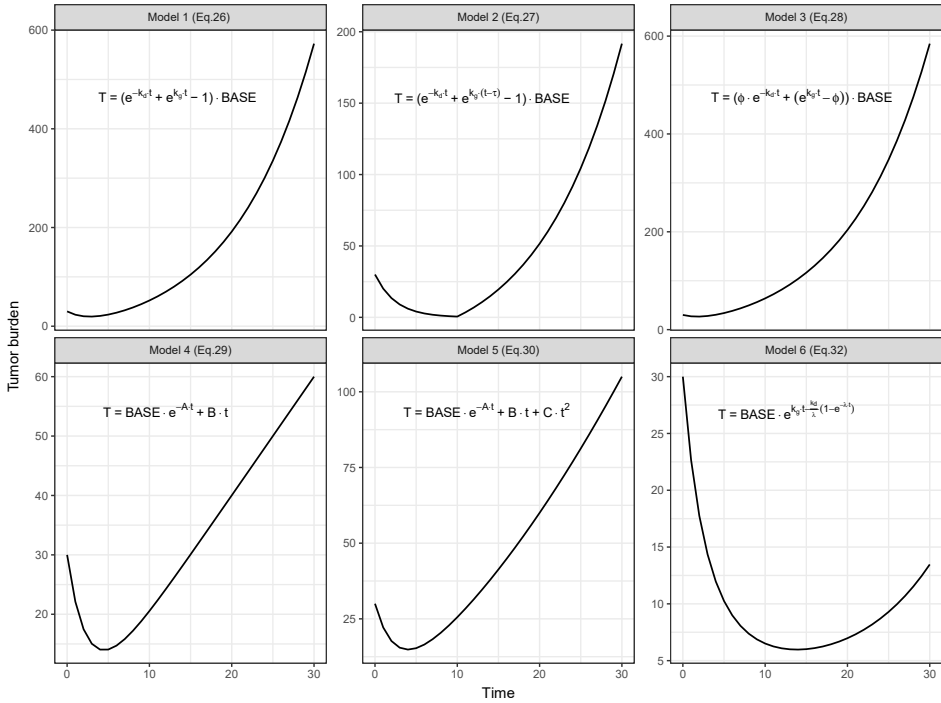 Model 1 (Eq.26)
Model 2 (Eq.27)
Model 3 (Eq.28)
T = (e^{−k_d·t} + e^{k_g·t} − 1) · BASE
T = (e^{−k_d·t} + e^{k_g·(t−τ)} − 1) · BASE
T = (ϕ · e^{−k_d·t} + (e^{k_g·t} − ϕ)) · BASE
600
400
200
0
200
150
100
50
0
600
400
200
0
Tumor burden
Model 4 (Eq.29)
Model 5 (Eq.30)
Model 6 (Eq.32)
T = BASE · e^{−A·t} + B · t
T = BASE · e^{−A·t} + B · t + C · t²
T = BASE · e^{k_g·t−\frac{k_d}{λ}(1−e^{−λ·t})}
60
50
40
30
20
100
75
50
25
30
25
20
15
10
5
0 10 20 30
0 10 20 30
0 10 20 30
Time